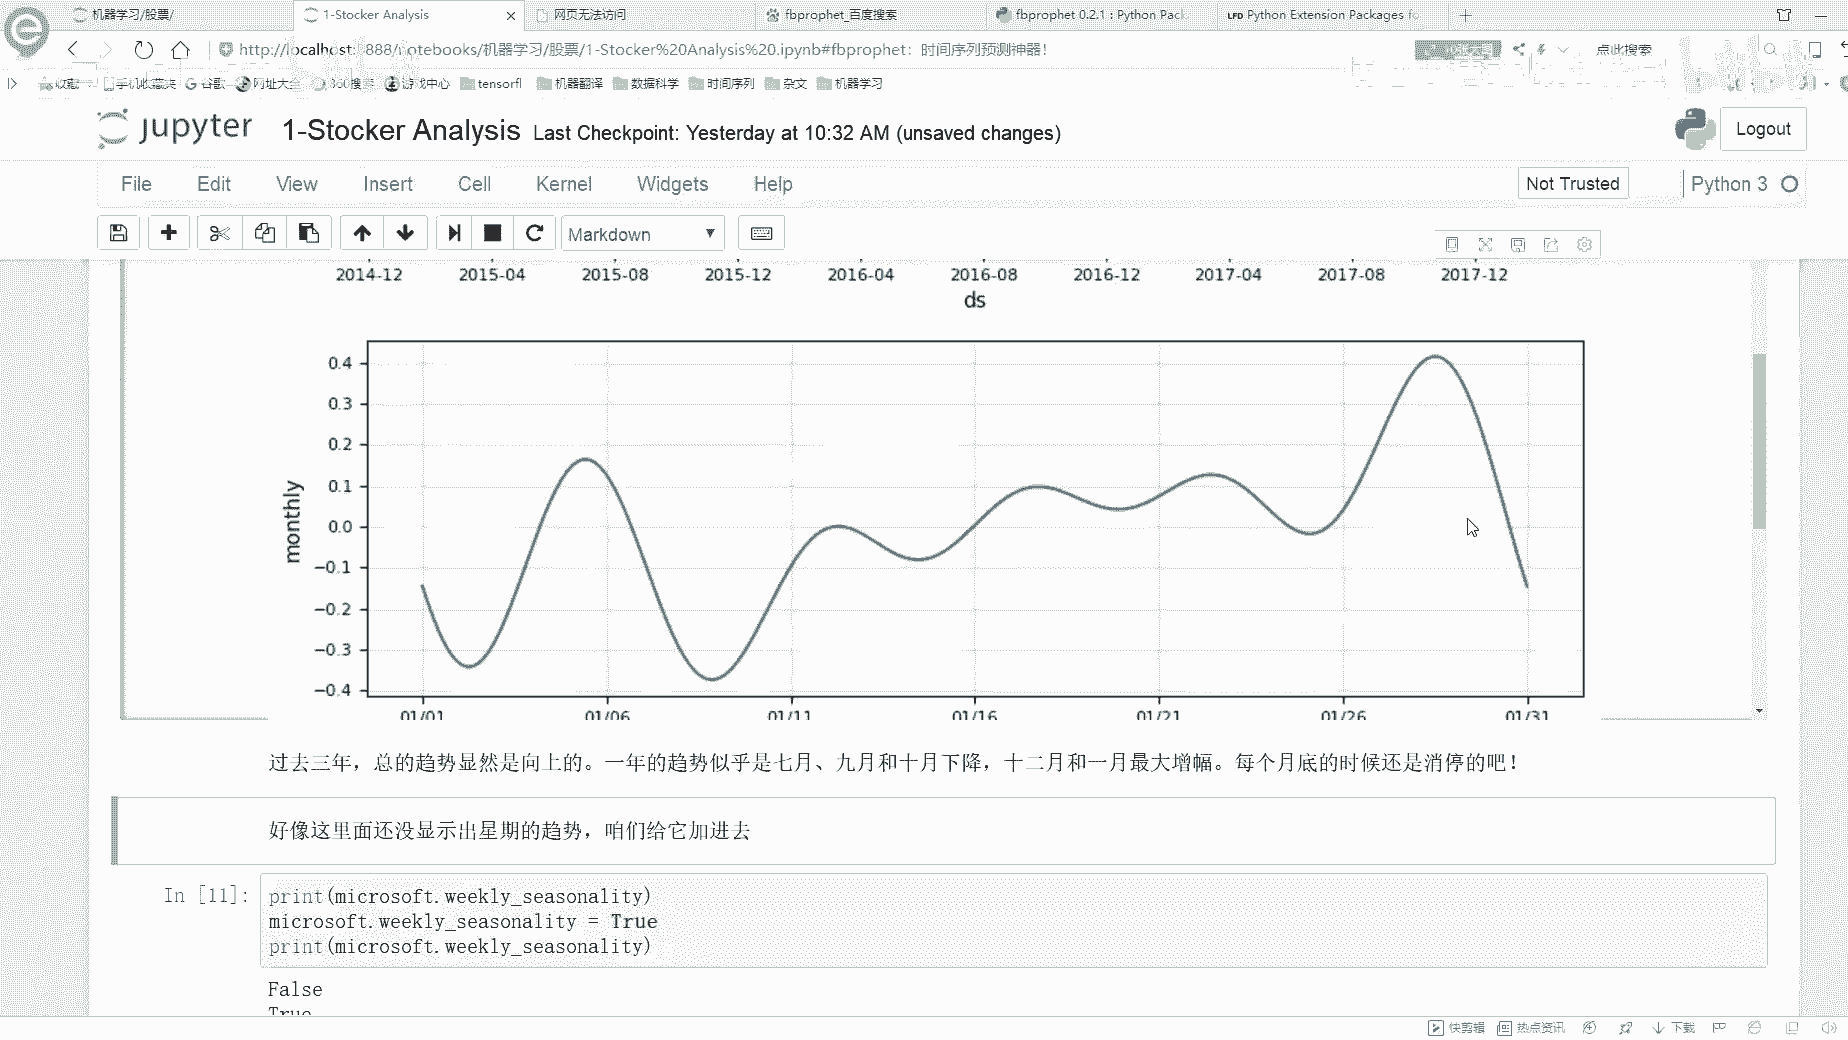 机器学习/股票/
1-Stocker Analysis
网页无法访问
fbprophet_百度搜索
fbprophet 0.2.1 : Python Pack
LFD Python Extension Packages fo
http://localhost:8888/notebooks/机器学习/股票/1-Stocker%20Analysis%20.ipynb#fbprophet：时间序列预测神器！
点此搜索
收藏
手机收藏夹
谷歌
网址大全
360搜索
游戏中心
tensorfl
机器翻译
数据科学
时间序列
杂文
机器学习
jupyter
1-Stocker Analysis Last Checkpoint: Yesterday at 10:32 AM (unsaved changes)
Logout
File Edit View Insert Cell Kernel Widgets Help
Not Trusted
Python 3
Markdown
2014-12 2015-04 2015-08 2015-12 2016-04 2016-08 2016-12 2017-04 2017-08 2017-12
ds
0.4
0.3
0.2
0.1
0.0
−0.1
−0.2
−0.3
−0.4
monthly
01/01 01/06 01/11 01/16 01/21 01/26 01/31
过去三年，总的趋势显然是向上的。一年的趋势似乎是七月、九月和十月下降，十二月和一月最大增幅。每个月底的时候还是消停的吧！
好像这里面还没显示出星期的趋势，咱们给它加进去
In [11]:
print(microsoft.weekly_seasonality)
microsoft.weekly_seasonality = True
print(microsoft.weekly_seasonality)
False
True
快剪辑
热点资讯
下载